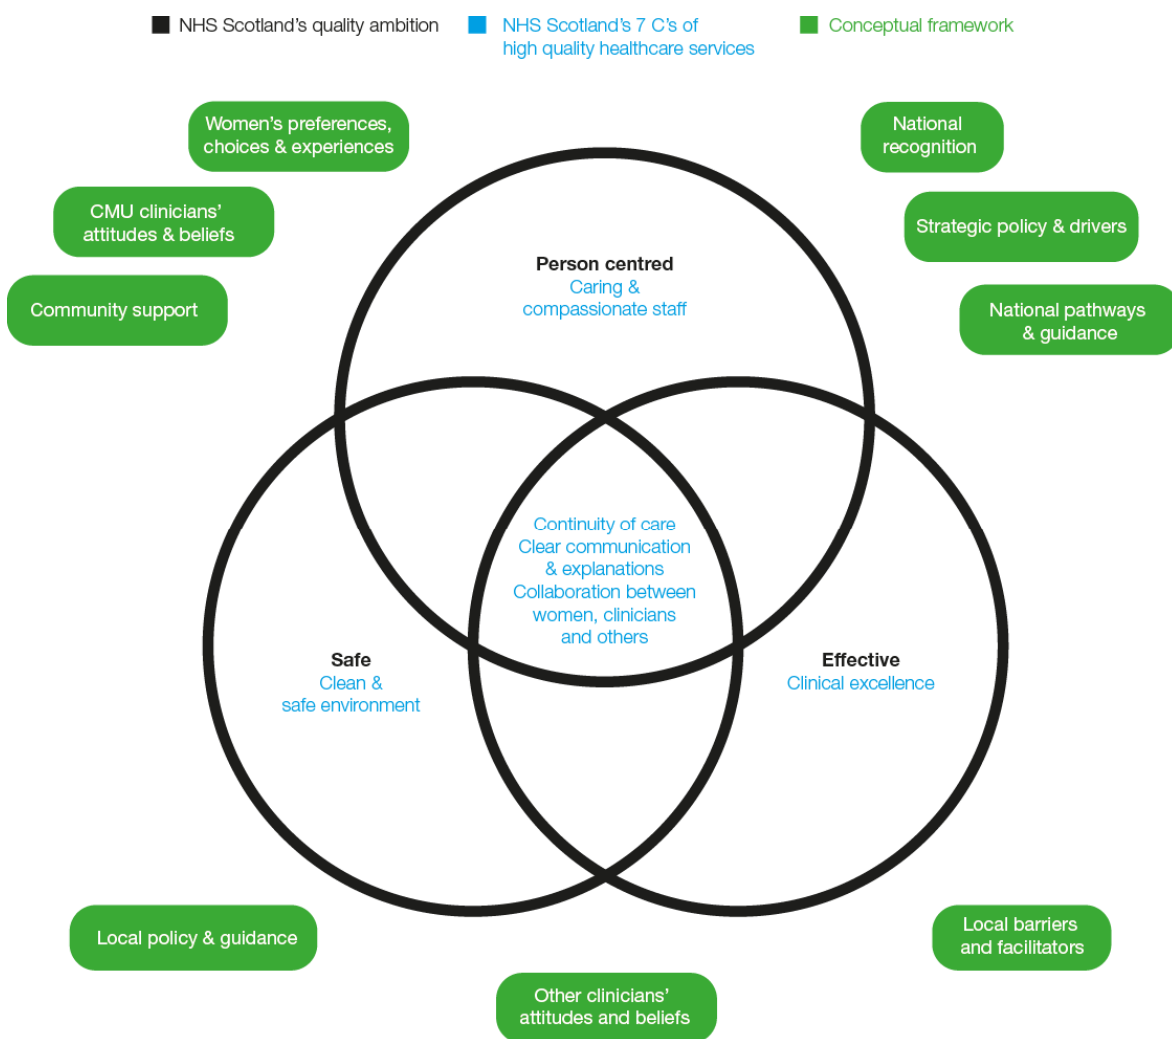 NHS Scotland’s quality ambition
NHS Scotland’s 7 C’s of
high quality healthcare services
Conceptual framework
Women’s preferences,
choices & experiences
National
recognition
CMU clinicians’
attitudes & beliefs
Strategic policy & drivers
Community support
National pathways
& guidance
Person centred
Caring &
compassionate staff
Continuity of care
Clear communication
& explanations
Collaboration between
women, clinicians
and others
Safe
Clean &
safe environment
Effective
Clinical excellence
Local policy & guidance
Local barriers
and facilitators
Other clinicians’
attitudes and beliefs